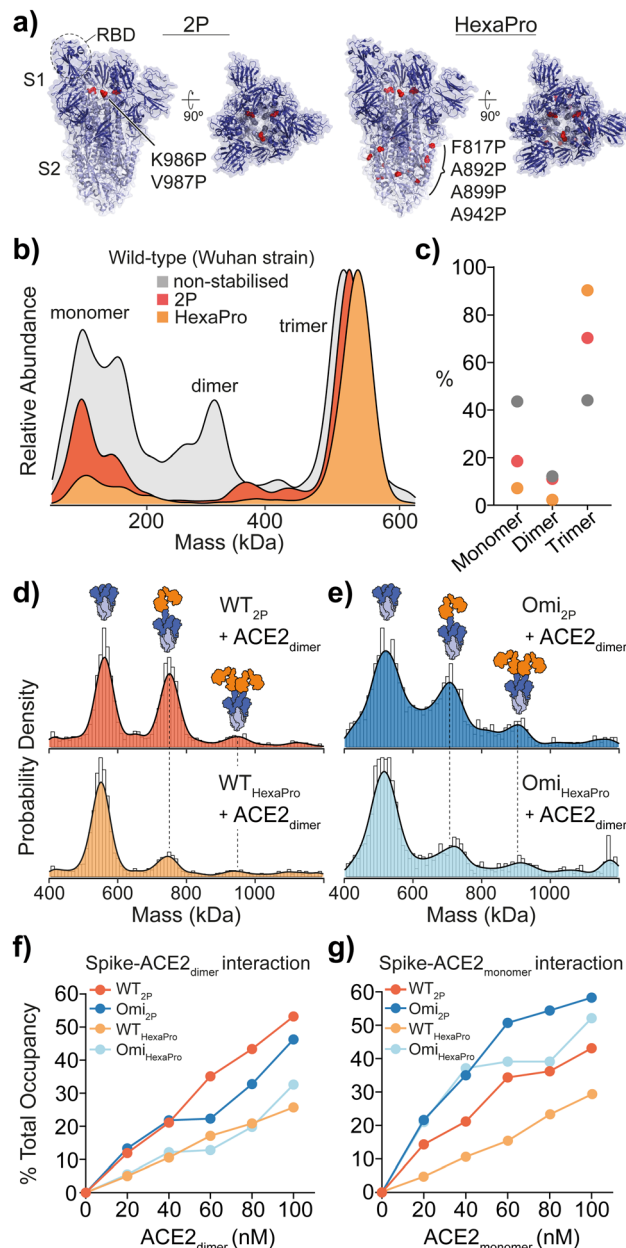 a)
2P
HexaPro
RBD
S1
S2
90º
90º
K986P
V987P
F817P
A892P
A899P
A942P
b)
Wild-type (Wuhan strain)
non-stabilised
2P
HexaPro
monomer
dimer
trimer
Relative Abundance
200
400
600
Mass (kDa)
c)
100
80
60
40
20
0
%
Monomer
Dimer
Trimer
d)
WT2P
+ ACE2dimer
WTHexaPro
+ ACE2dimer
Probability Density
400
600
800
1000
Mass (kDa)
e)
Omi2P
+ ACE2dimer
OmiHexaPro
+ ACE2dimer
400
600
800
1000
Mass (kDa)
f)
Spike-ACE2dimer interaction
WT2P
Omi2P
WTHexaPro
OmiHexaPro
% Total Occupancy
60
50
40
30
20
10
0
0
20
40
60
80
100
ACE2dimer (nM)
g)
Spike-ACE2monomer interaction
WT2P
Omi2P
WTHexaPro
OmiHexaPro
60
50
40
30
20
10
0
0
20
40
60
80
100
ACE2monomer (nM)